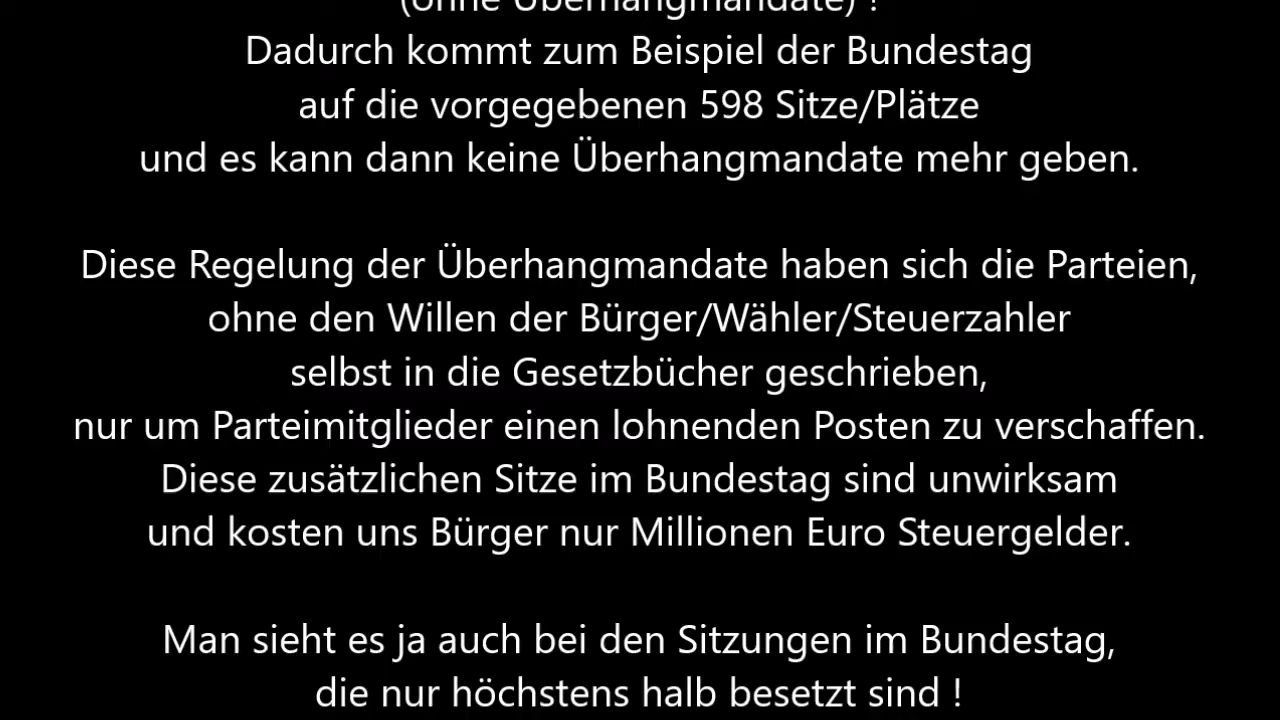 (ohne Überhangmandate) !
Dadurch kommt zum Beispiel der Bundestag
auf die vorgegebenen 598 Sitze/Plätze
und es kann dann keine Überhangmandate mehr geben.
Diese Regelung der Überhangmandate haben sich die Parteien,
ohne den Willen der Bürger/Wähler/Steuerzahler
selbst in die Gesetzbücher geschrieben,
nur um Parteimitglieder einen lohnenden Posten zu verschaffen.
Diese zusätzlichen Sitze im Bundestag sind unwirksam
und kosten uns Bürger nur Millionen Euro Steuergelder.
Man sieht es ja auch bei den Sitzungen im Bundestag,
die nur höchstens halb besetzt sind !